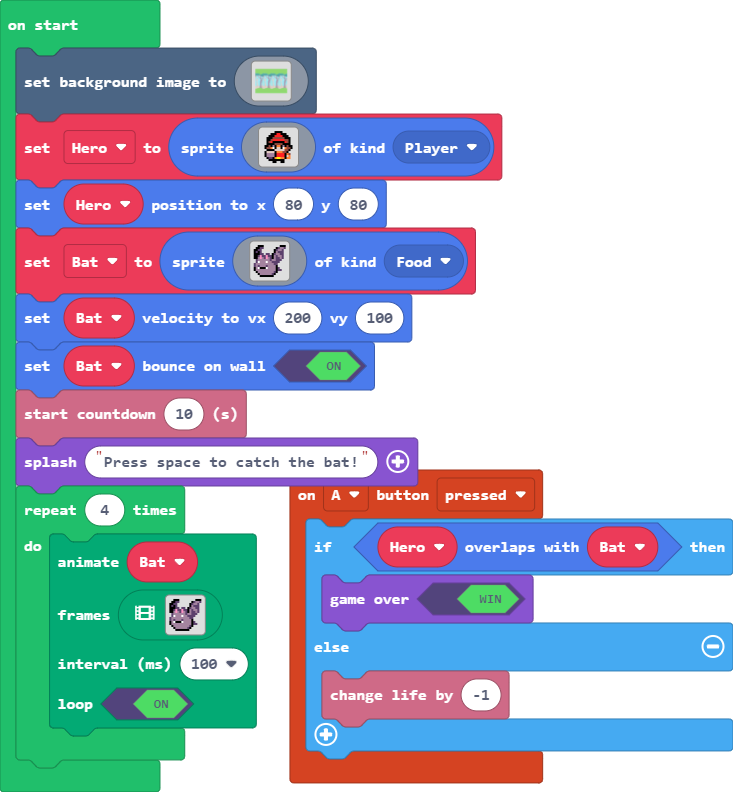 on start
set background image to
set Hero to sprite of kind Player
set Hero position to x 80 y 80
set Bat to sprite of kind Food
set Bat velocity to vx 200 vy 100
set Bat bounce on wall ON
start countdown 10 (s)
splash "Press space to catch the bat!"
repeat 4 times
do
animate Bat
frames
interval (ms) 100
loop ON
on A button pressed
if Hero overlaps with Bat then
game over WIN
else
change life by -1